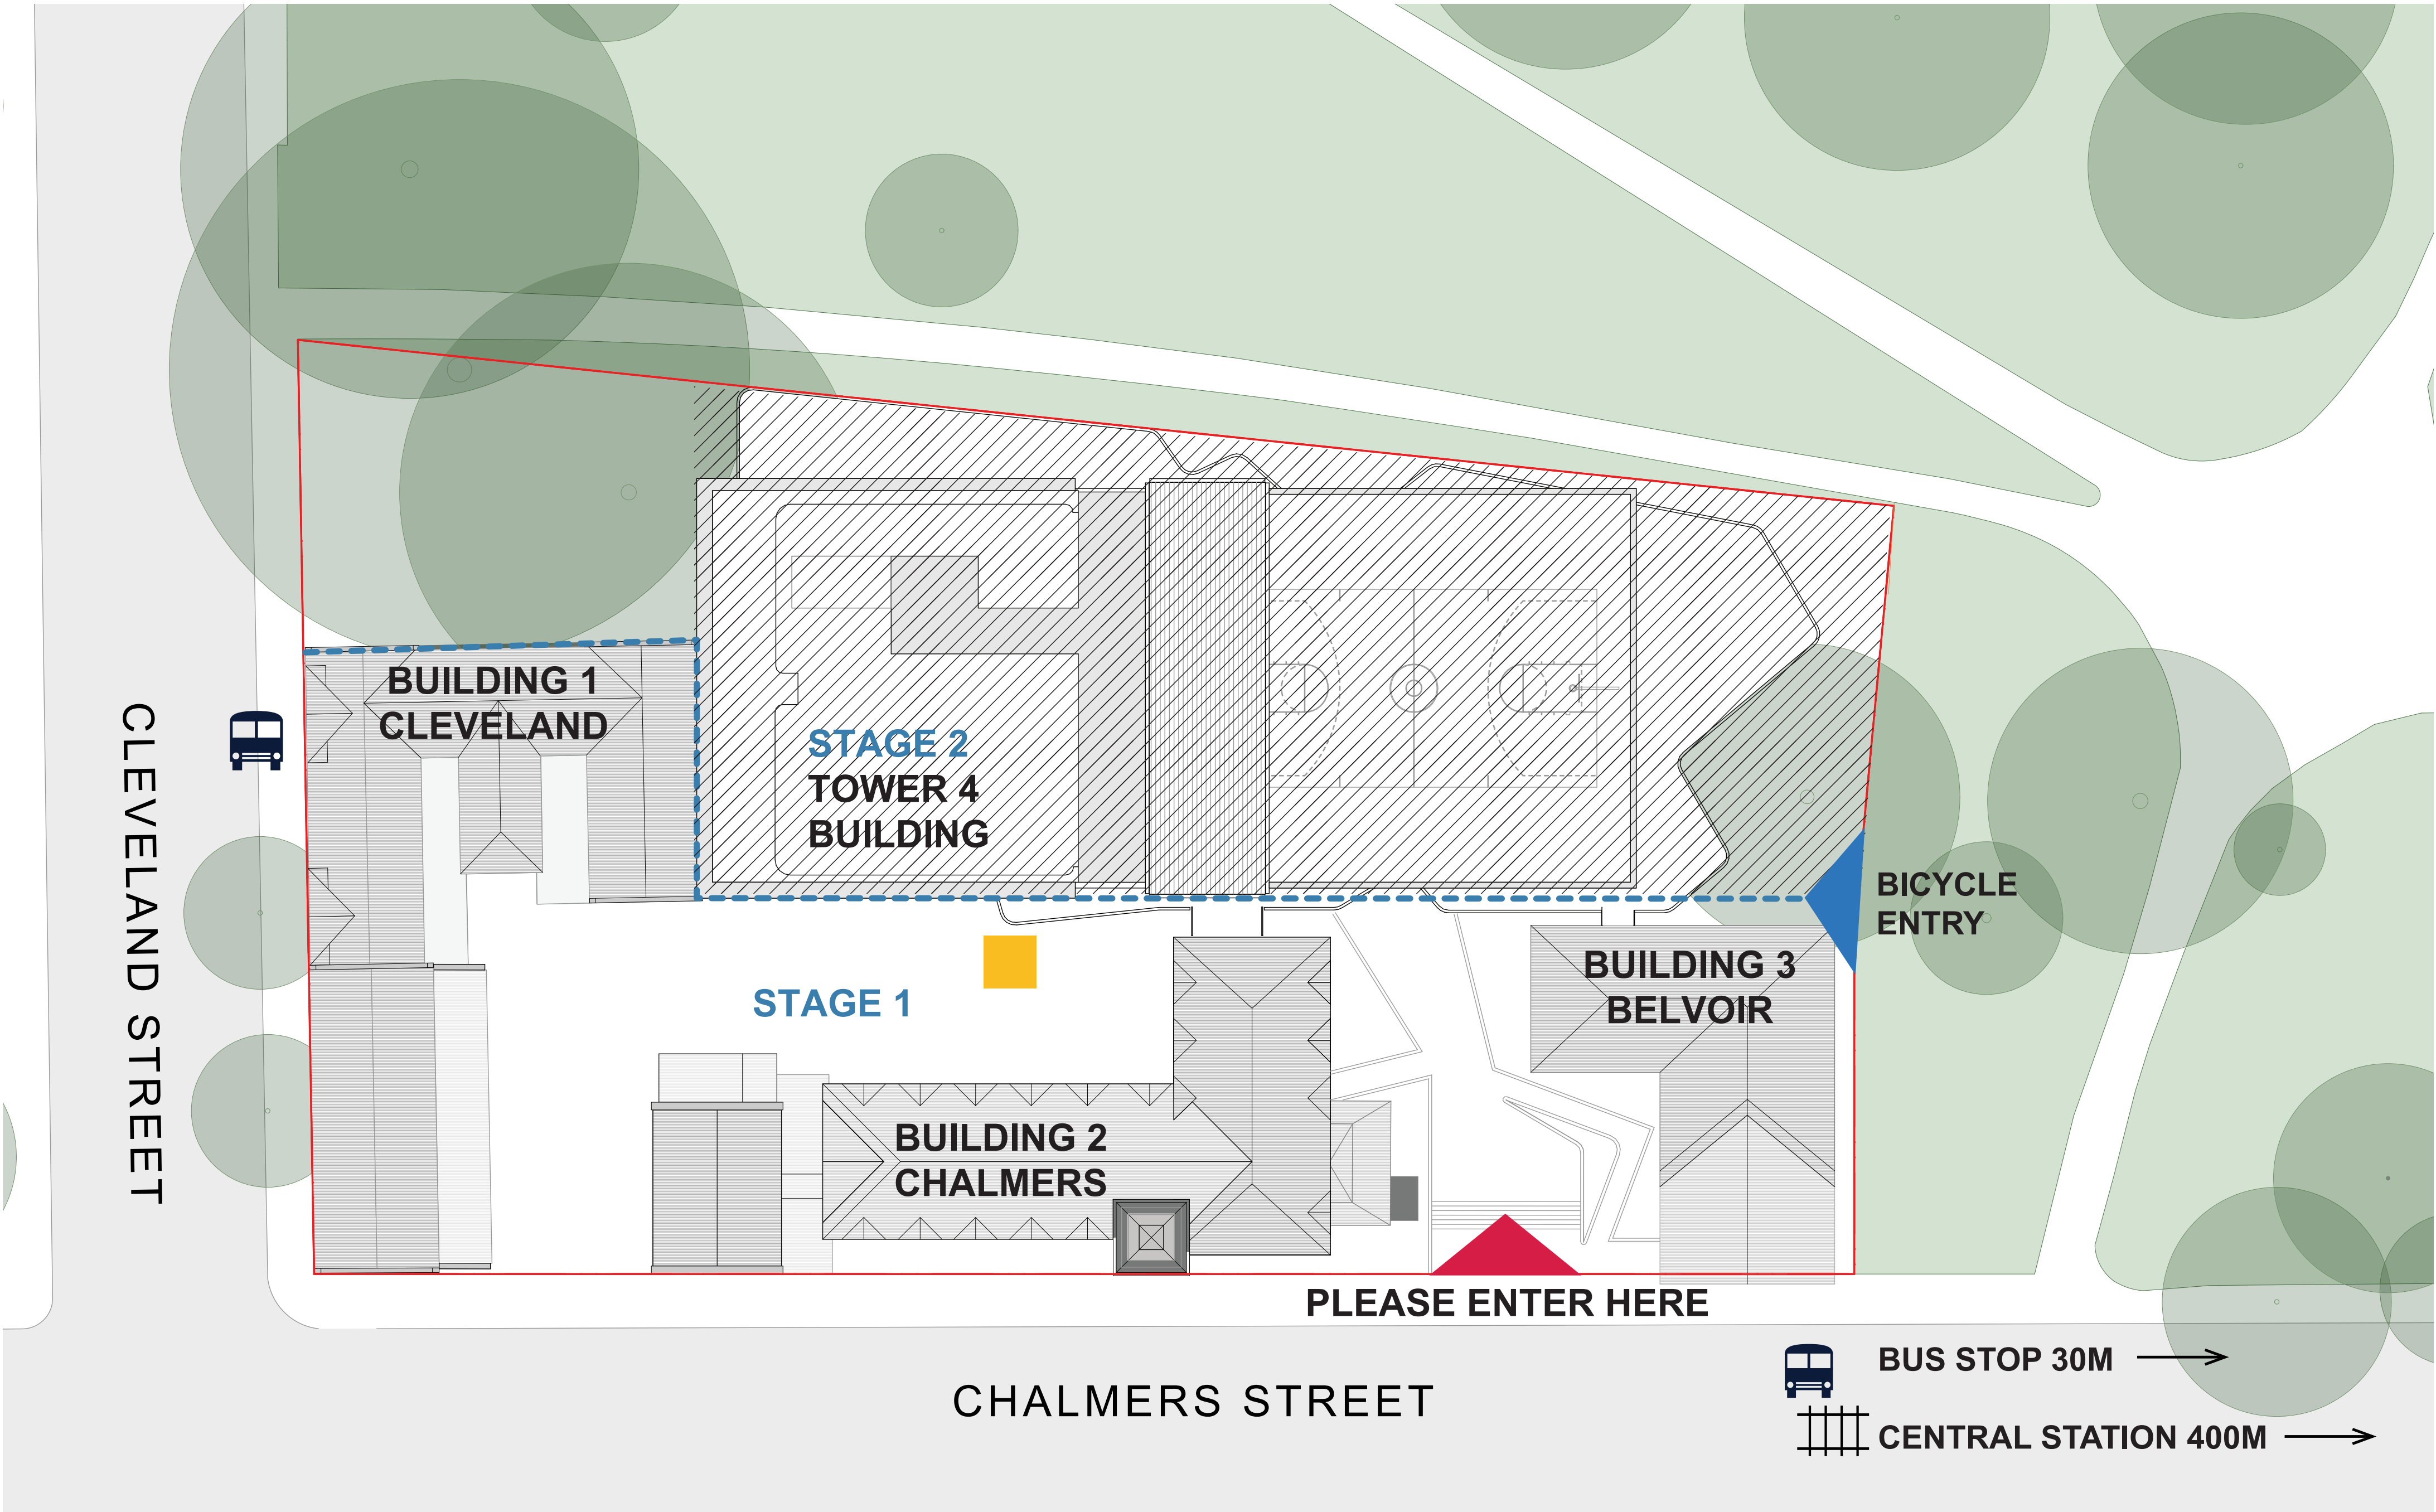 BUILDING 1
CLEVELAND
CLEVELAND STREET
STAGE 2
TOWER 4
BUILDING
BICYCLE
ENTRY
STAGE 1
BUILDING 3
BELVOIR
BUILDING 2
CHALMERS
PLEASE ENTER HERE
BUS STOP 30M
CHALMERS STREET
CENTRAL STATION 400M